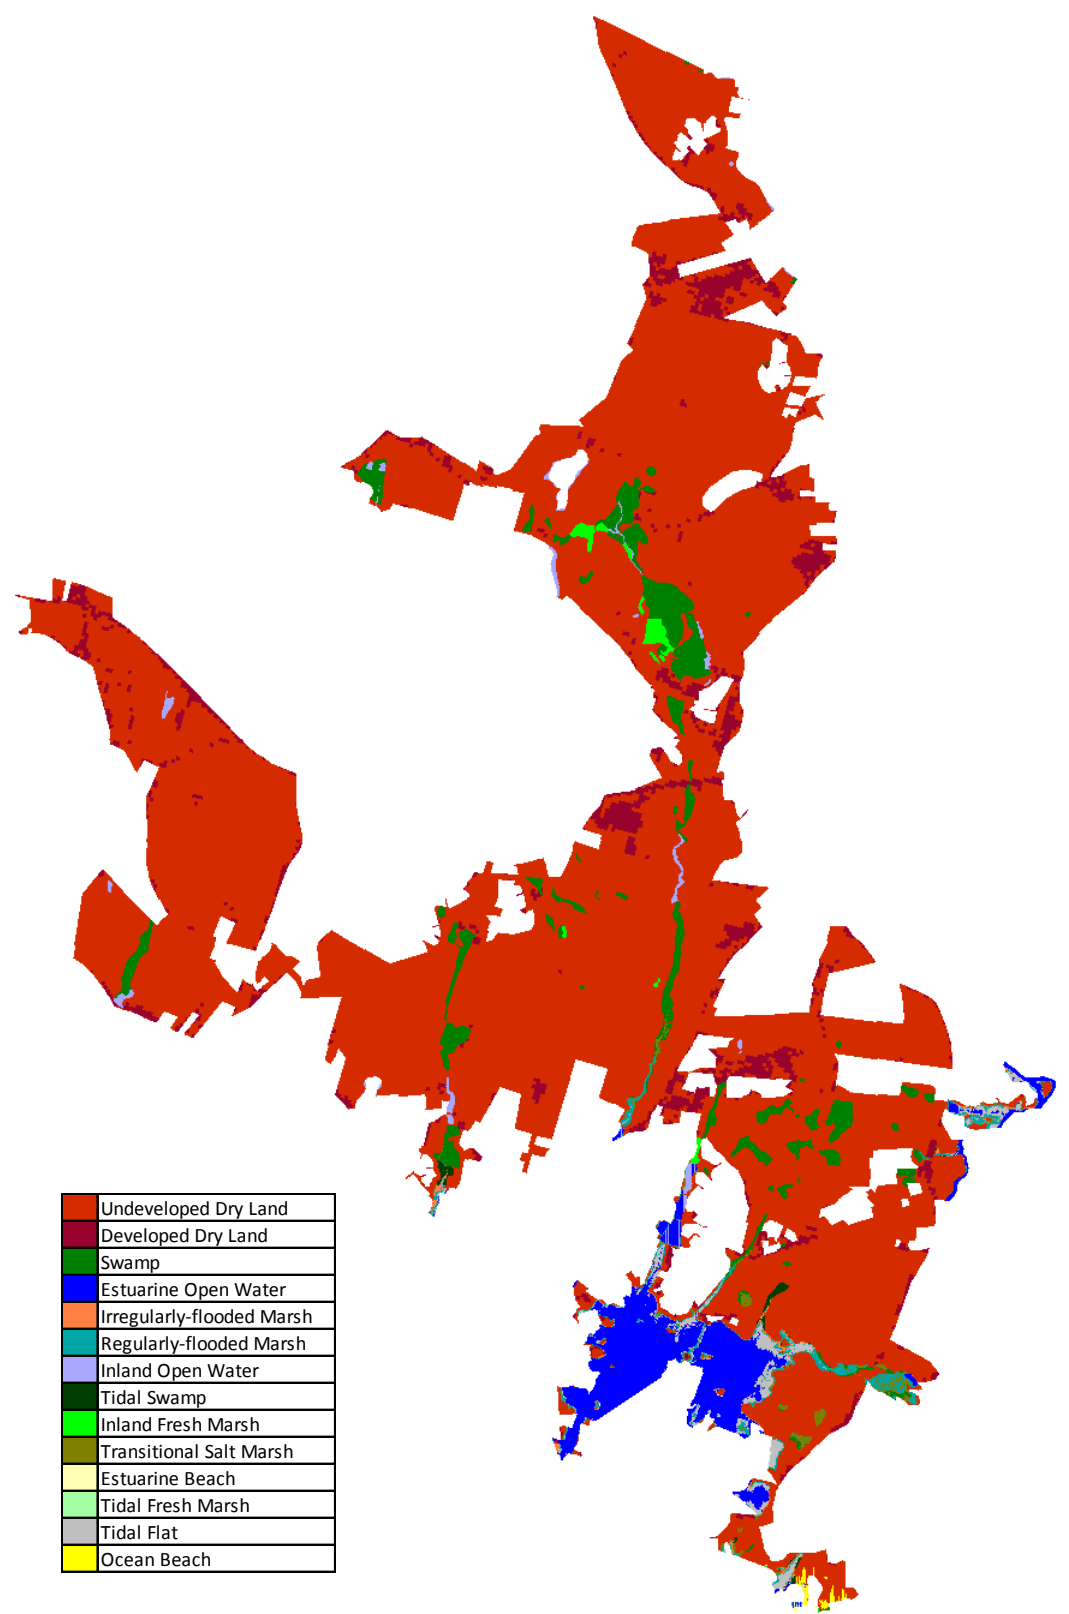 Undeveloped Dry Land
Developed Dry Land
Swamp
Estuarine Open Water
Irregularly-flooded Marsh
Regularly-flooded Marsh
Inland Open Water
Tidal Swamp
Inland Fresh Marsh
Transitional Salt Marsh
Estuarine Beach
Tidal Fresh Marsh
Tidal Flat
Ocean Beach